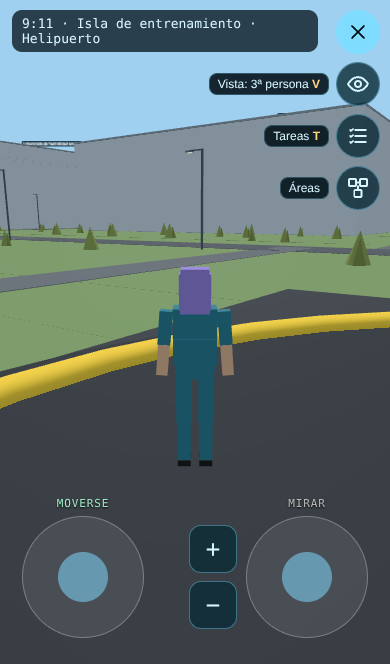 9:11 · Isla de entrenamiento ·
Helipuerto
Vista: 3ª persona V
Tareas T
Áreas
MOVERSE
MIRAR
+
−